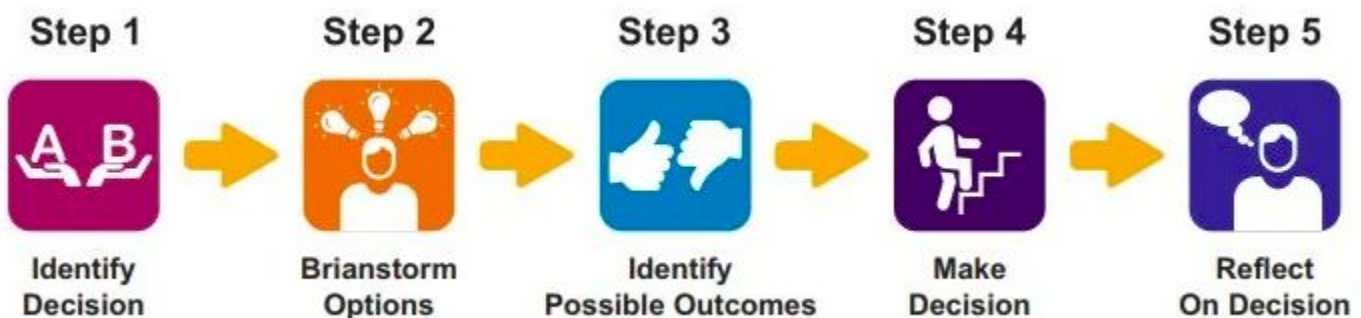 Step 1
Step 2
Step 3
Step 4
Step 5
A B
Identify
Decision
Brianstorm
Options
Identify
Possible Outcomes
Make
Decision
Reflect
On Decision